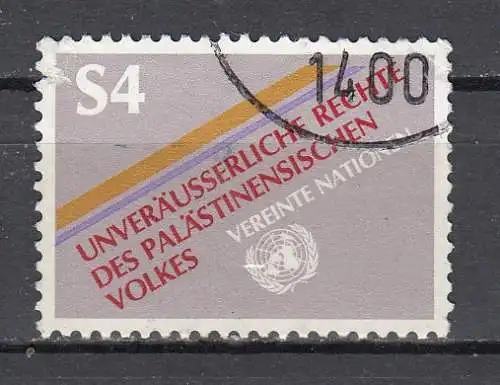 S4
1400
UNVERÄUSSERLICHE RECHTE
DES PALÄSTINENSISCHEN
VOLKES
VEREINTE NATIONEN